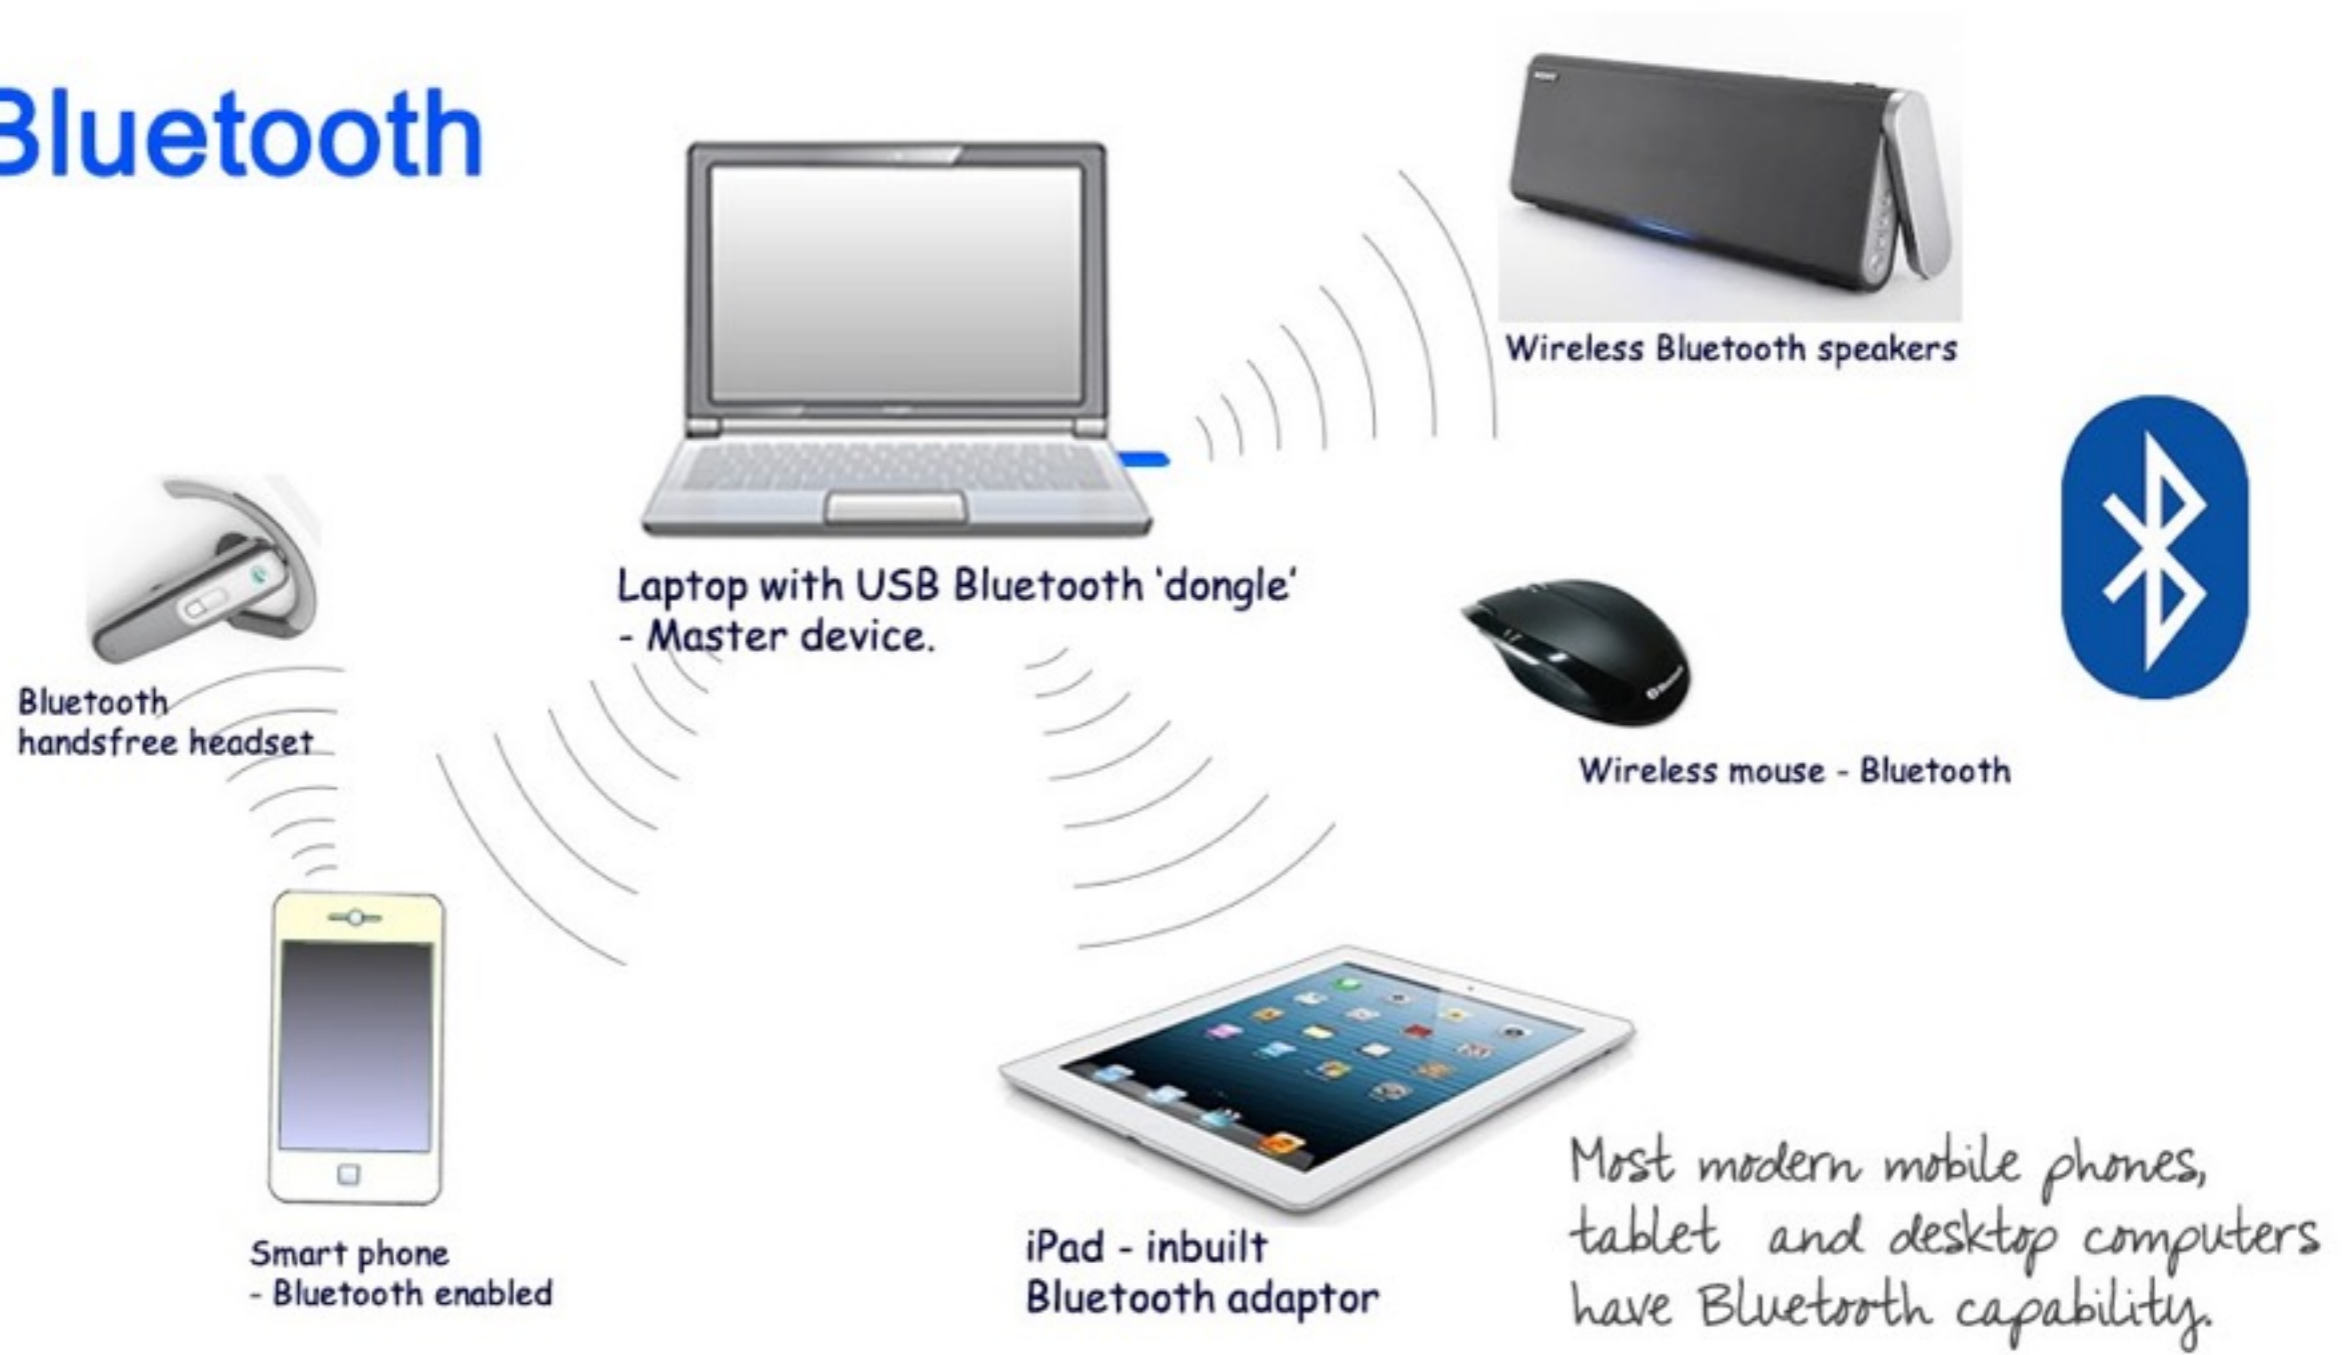 Bluetooth
SONY
Wireless Bluetooth speakers
Laptop with USB Bluetooth ‘dongle’
- Master device.
Bluetooth
handsfree headset
Wireless mouse - Bluetooth
Smart phone
- Bluetooth enabled
iPad - inbuilt
Bluetooth adaptor
Most modern mobile phones,
tablet and desktop computers
have Bluetooth capability.